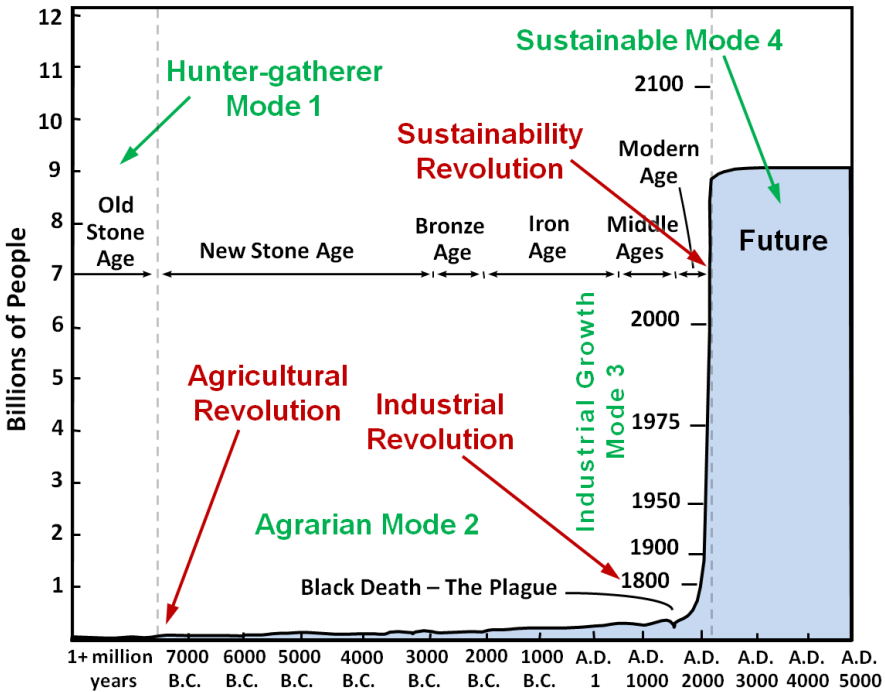 12
11
10
9
8
7
6
5
4
3
2
1
Billions of People
Hunter-gatherer
Mode 1
Sustainable Mode 4
2100
Sustainability
Revolution
Modern
Age
Old
Stone
Age
New Stone Age
Bronze
Age
Iron
Age
Middle
Ages
Future
2000
Agricultural
Revolution
Industrial
Revolution
Industrial Growth
Mode 3
1975
1950
1900
1800
Agrarian Mode 2
Black Death – The Plague
1+ million
years
7000
B.C.
6000
B.C.
5000
B.C.
4000
B.C.
3000
B.C.
2000
B.C.
1000
B.C.
A.D.
1
A.D.
1000
A.D.
2000
A.D.
3000
A.D.
4000
A.D.
5000